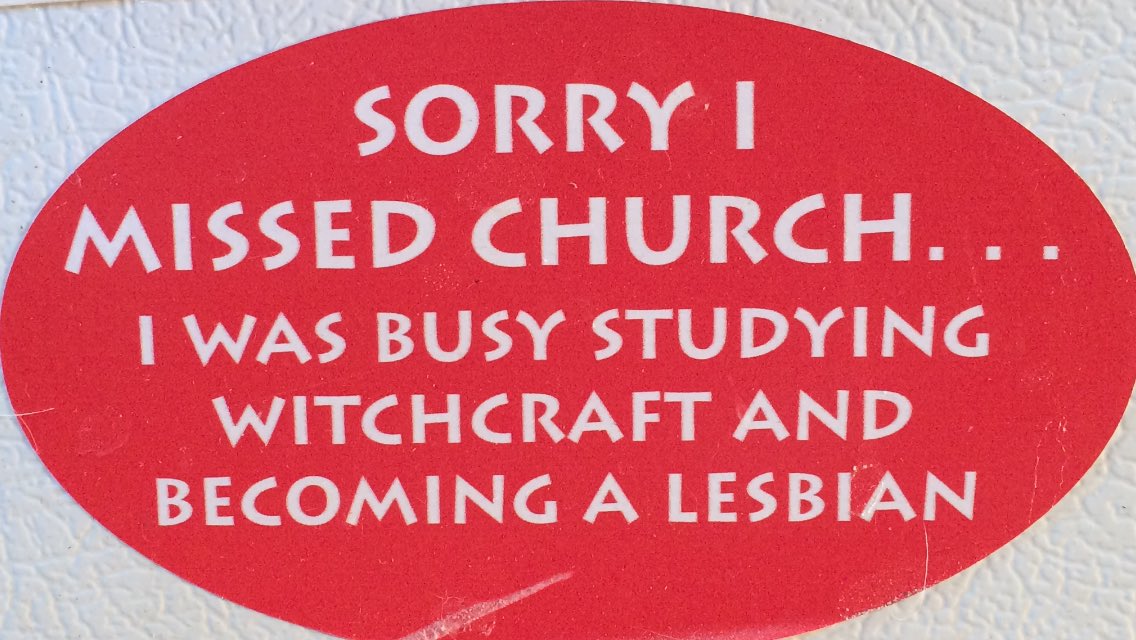 SORRY I
MISSED CHURCH. . .
I WAS BUSY STUDYING
WITCHCRAFT AND
BECOMING A LESBIAN